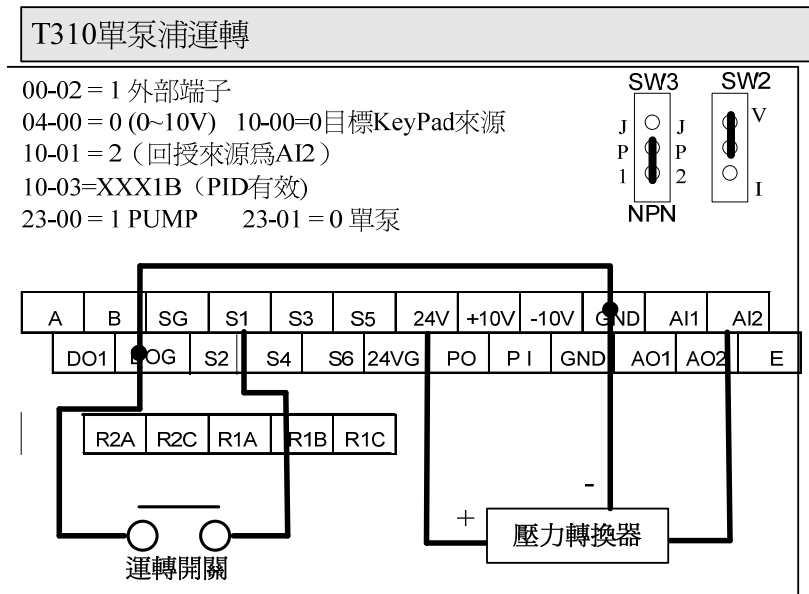 T310單泵浦運轉
00-02 = 1 外部端子
04-00 = 0 (0~10V) 10-00=0目標KeyPad來源
10-01 = 2（回授來源爲AI2）
10-03=XXX1B（PID有效)
23-00 = 1 PUMP 23-01 = 0 單泵
SW3 SW2
J J V
P P
1 2 I
NPN
A B SG S1 S3 S5 24V +10V -10V GND AI1 AI2
DO1 DOG S2 S4 S6 24VG PO P I GND AO1 AO2 E
R2A R2C R1A R1B R1C
運轉開關
+ -
壓力轉換器